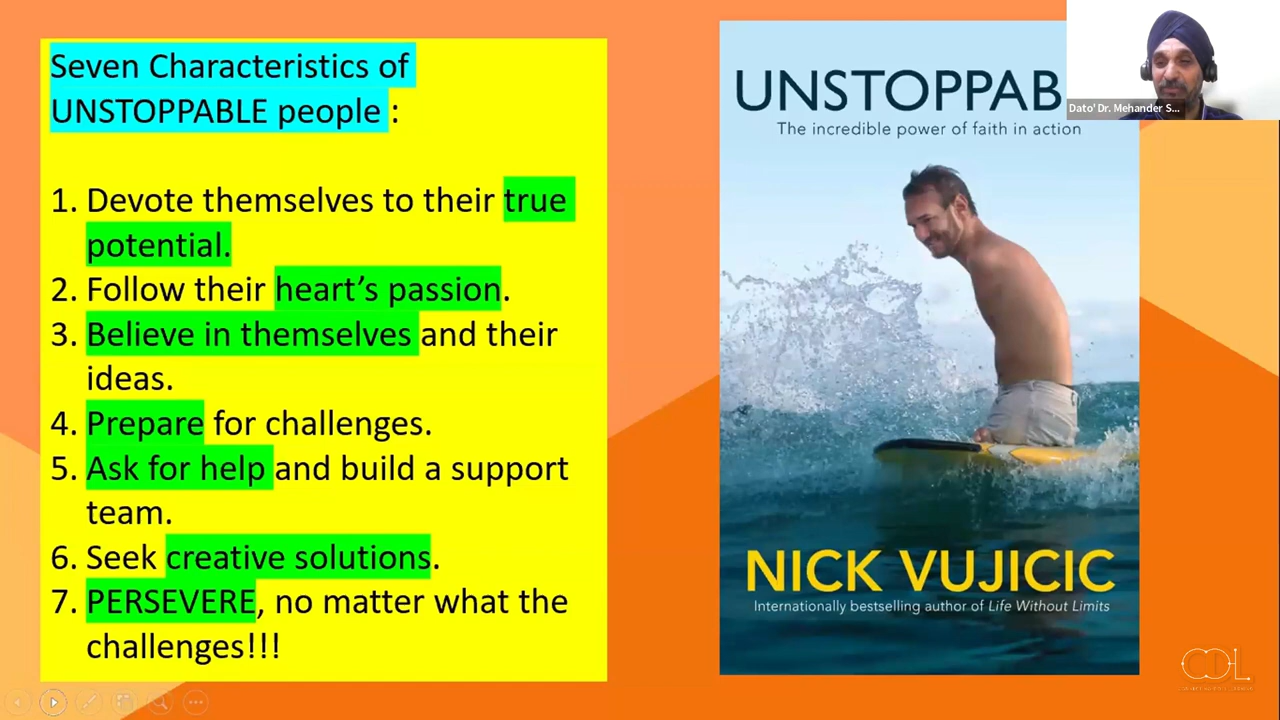 Seven Characteristics of
UNSTOPPABLE people :
1. Devote themselves to their true
potential.
2. Follow their heart’s passion.
3. Believe in themselves and their
ideas.
4. Prepare for challenges.
5. Ask for help and build a support
team.
6. Seek creative solutions.
7. PERSEVERE, no matter what the
challenges!!!
UNSTOPPAB
The incredible power of faith in action
NICK VUJICIC
Internationally bestselling author of Life Without Limits
Dato' Dr. Mehander S...
CDL